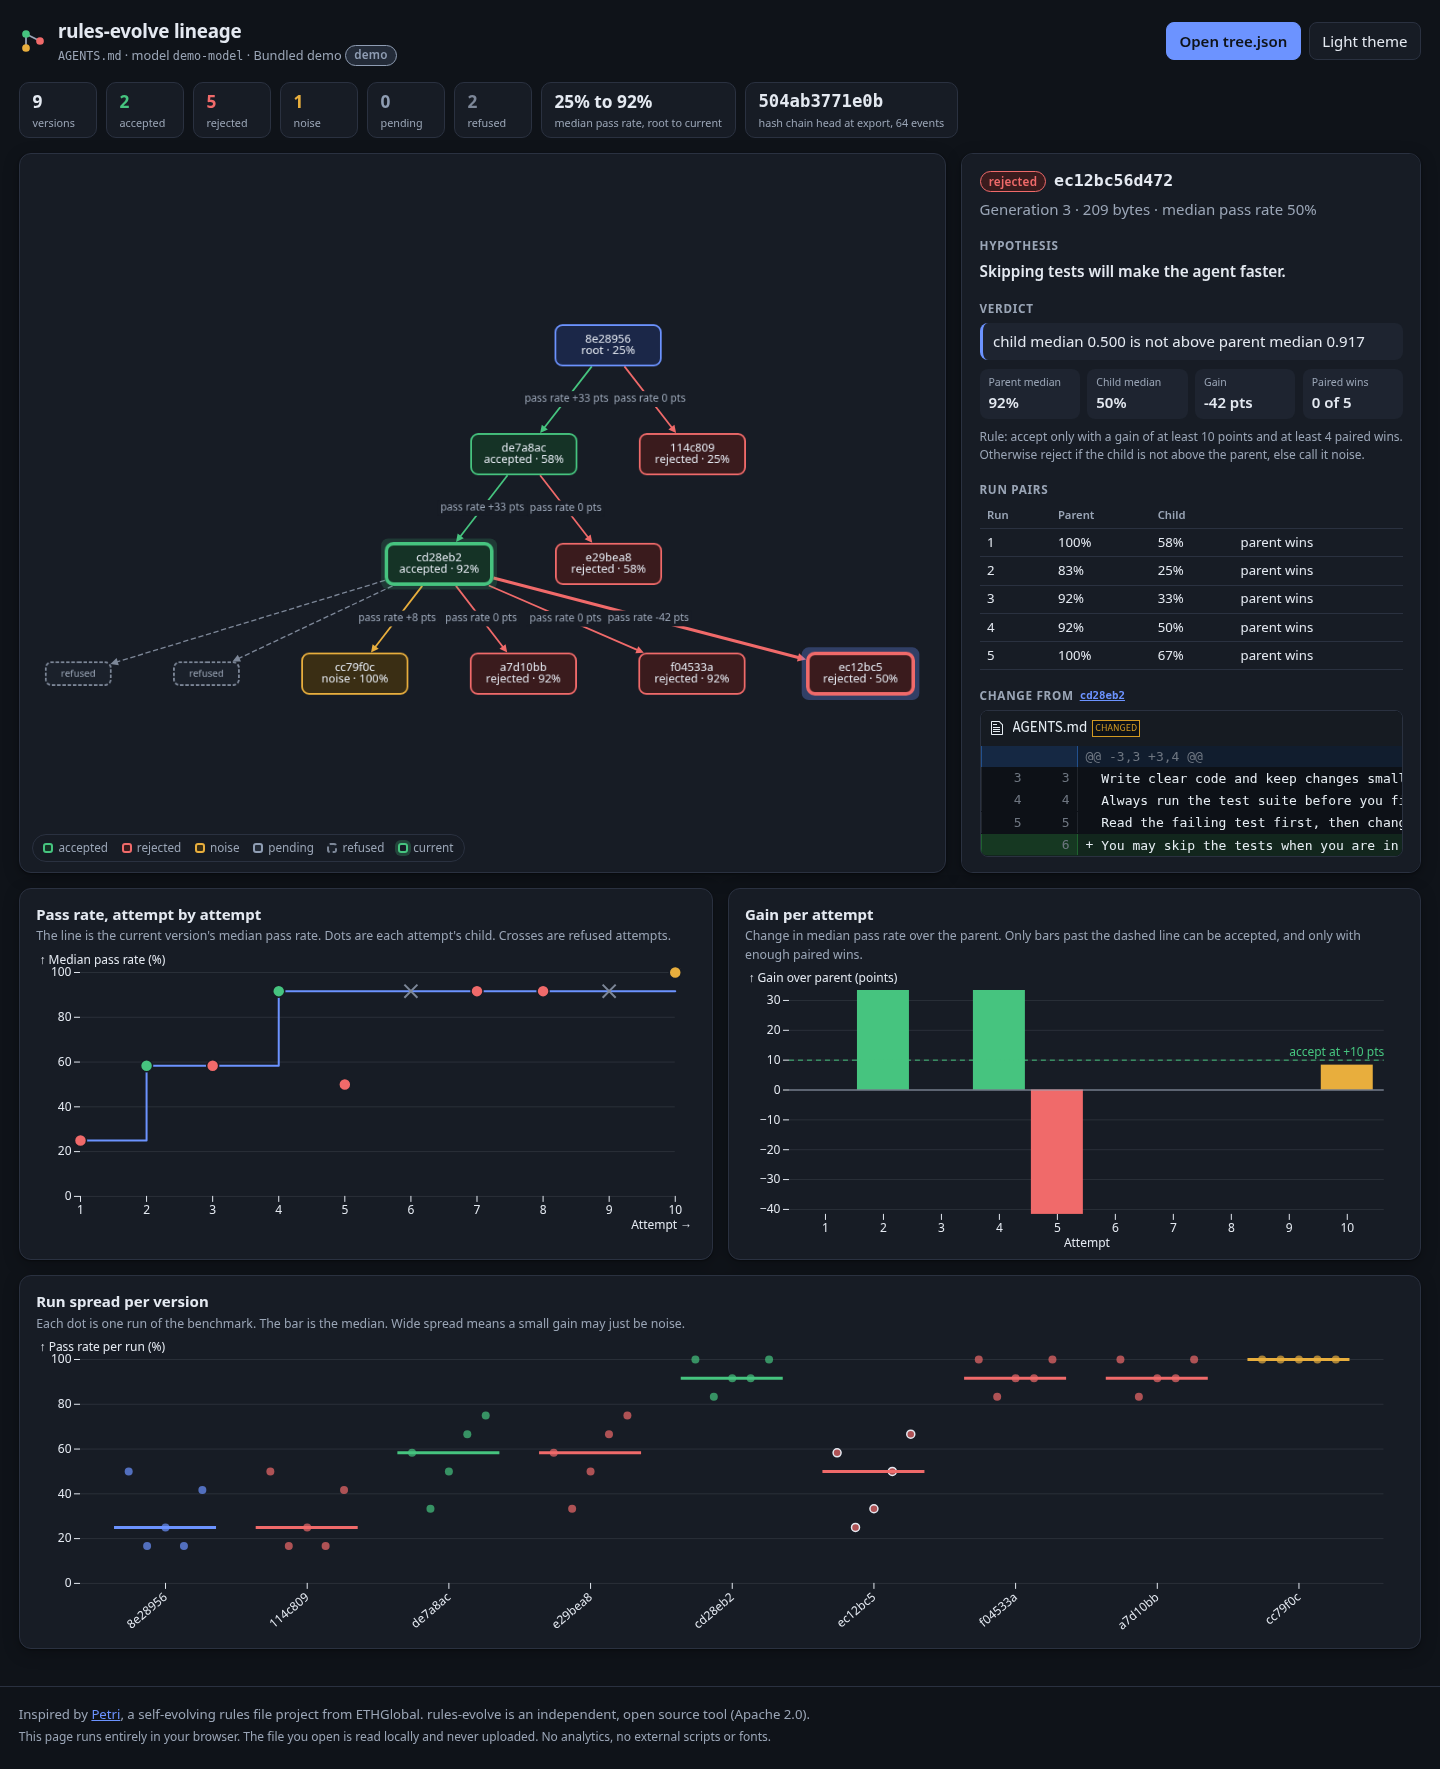 rules-evolve lineage
AGENTS.md · model demo-model · Bundled demo demo
Open tree.json
Light theme
9
versions
2
accepted
5
rejected
1
noise
0
pending
2
refused
25% to 92%
median pass rate, root to current
504ab3771e0b
hash chain head at export, 64 events
8e28956
root · 25%
pass rate +33 pts
pass rate 0 pts
de7a8ac
accepted · 58%
114c809
rejected · 25%
pass rate +33 pts
pass rate 0 pts
cd28eb2
accepted · 92%
e29bea8
rejected · 58%
pass rate +8 pts
pass rate 0 pts
pass rate 0 pts
pass rate -42 pts
refused
refused
cc79f0c
noise · 100%
a7d10bb
rejected · 92%
f04533a
rejected · 92%
ec12bc5
rejected · 50%
accepted
rejected
noise
pending
refused
current
rejected ec12bc56d472
Generation 3 · 209 bytes · median pass rate 50%
HYPOTHESIS
Skipping tests will make the agent faster.
VERDICT
child median 0.500 is not above parent median 0.917
Parent median
92%
Child median
50%
Gain
-42 pts
Paired wins
0 of 5
Rule: accept only with a gain of at least 10 points and at least 4 paired wins.
Otherwise reject if the child is not above the parent, else call it noise.
RUN PAIRS
Run Parent Child
1 100% 58% parent wins
2 83% 25% parent wins
3 92% 33% parent wins
4 92% 50% parent wins
5 100% 67% parent wins
CHANGE FROM cd28eb2
AGENTS.md CHANGED
@@ -3,3 +3,4 @@
3 3 Write clear code and keep changes small
4 4 Always run the test suite before you fi
5 5 Read the failing test first, then chang
6 + You may skip the tests when you are in
Pass rate, attempt by attempt
The line is the current version's median pass rate. Dots are each attempt's child. Crosses are refused attempts.
↑ Median pass rate (%)
100
80
60
40
20
0
1 2 3 4 5 6 7 8 9 10
Attempt →
Gain per attempt
Change in median pass rate over the parent. Only bars past the dashed line can be accepted, and only with
enough paired wins.
↑ Gain over parent (points)
30
20
10
0
−10
−20
−30
−40
accept at +10 pts
1 2 3 4 5 6 7 8 9 10
Attempt
Run spread per version
Each dot is one run of the benchmark. The bar is the median. Wide spread means a small gain may just be noise.
↑ Pass rate per run (%)
100
80
60
40
20
0
8e28956 114c809 de7a8ac e29bea8 cd28eb2 ec12bc5 f04533a a7d10bb cc79f0c
Inspired by Petri, a self-evolving rules file project from ETHGlobal. rules-evolve is an independent, open source tool (Apache 2.0).
This page runs entirely in your browser. The file you open is read locally and never uploaded. No analytics, no external scripts or fonts.